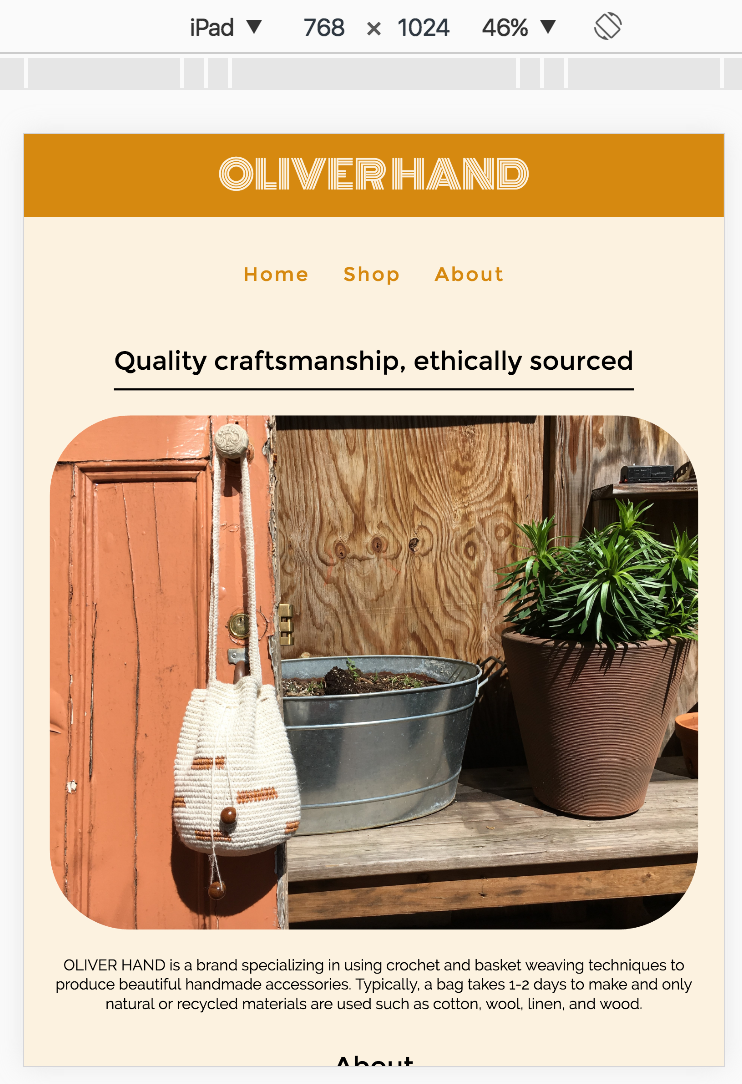 iPad ▼ 768 × 1024 46% ▼
OLIVER HAND
Home Shop About
Quality craftsmanship, ethically sourced
OLIVER HAND is a brand specializing in using crochet and basket weaving techniques to
produce beautiful handmade accessories. Typically, a bag takes 1-2 days to make and only
natural or recycled materials are used such as cotton, wool, linen, and wood.
About